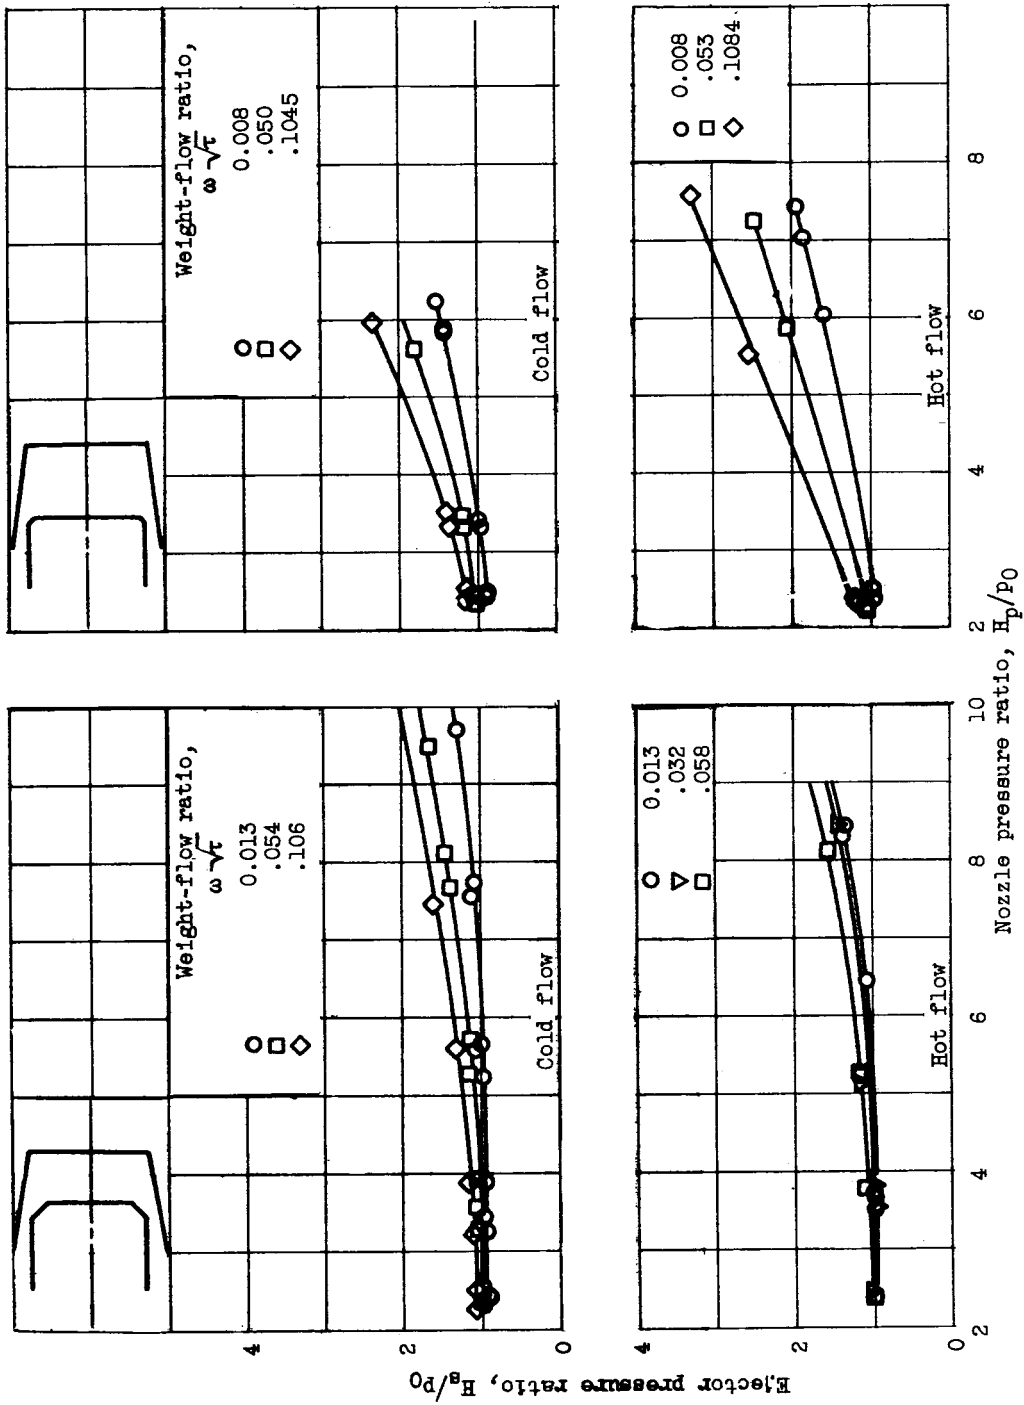 Weight-flow ratio,
ω √τ
0.013
.054
.106
Cold flow
Weight-flow ratio,
ω √τ
0.008
.050
.1045
Cold flow
4
2
0
0.013
.032
.058
Hot flow
0.008
.053
.1084
Hot flow
4
2
0
2
4
6
8
10
2
4
6
8
Nozzle pressure ratio, Hp/p0
Ejector pressure ratio, Hs/p0